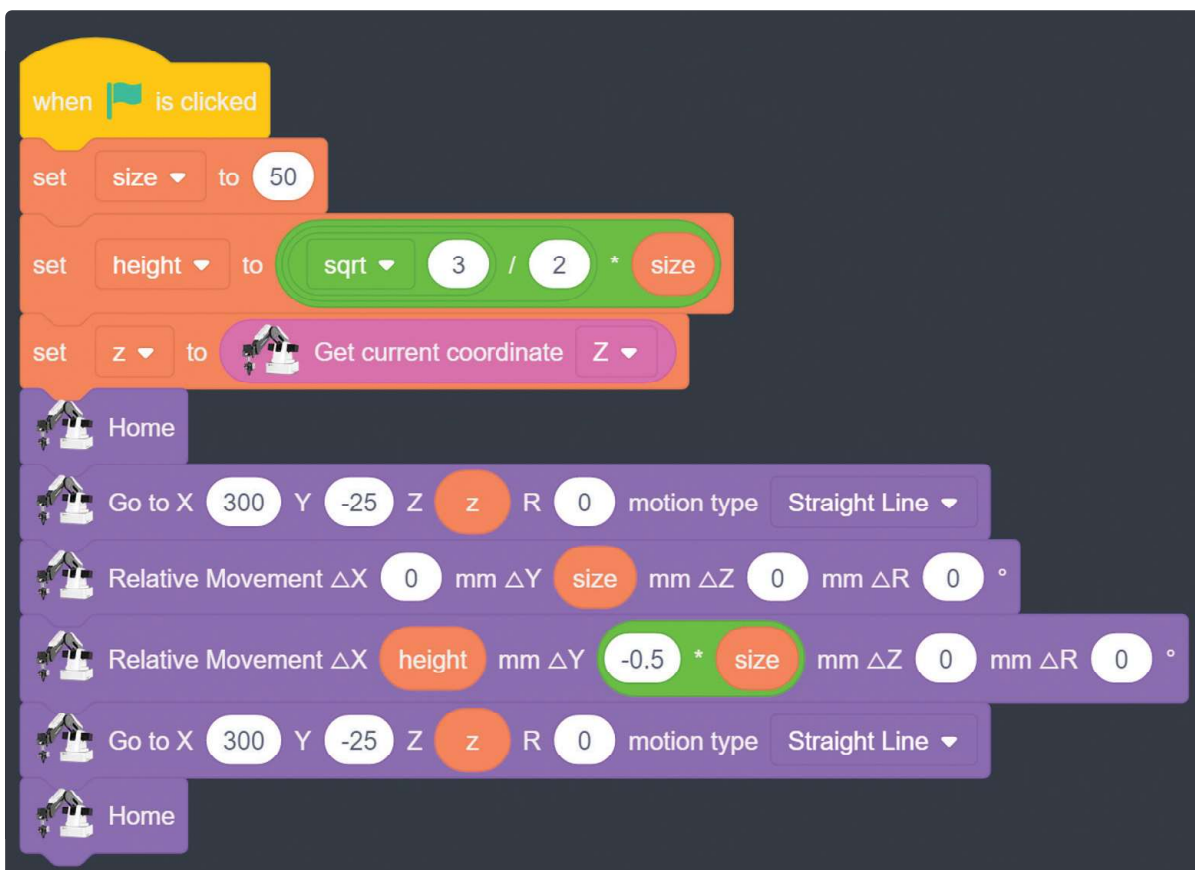 when is clicked
set size to 50
set height to sqrt 3 / 2 * size
set z to Get current coordinate Z
Home
Go to X 300 Y -25 Z z R 0 motion type Straight Line
Relative Movement △X 0 mm △Y size mm △Z 0 mm △R 0 °
Relative Movement △X height mm △Y -0.5 * size mm △Z 0 mm △R 0 °
Go to X 300 Y -25 Z z R 0 motion type Straight Line
Home